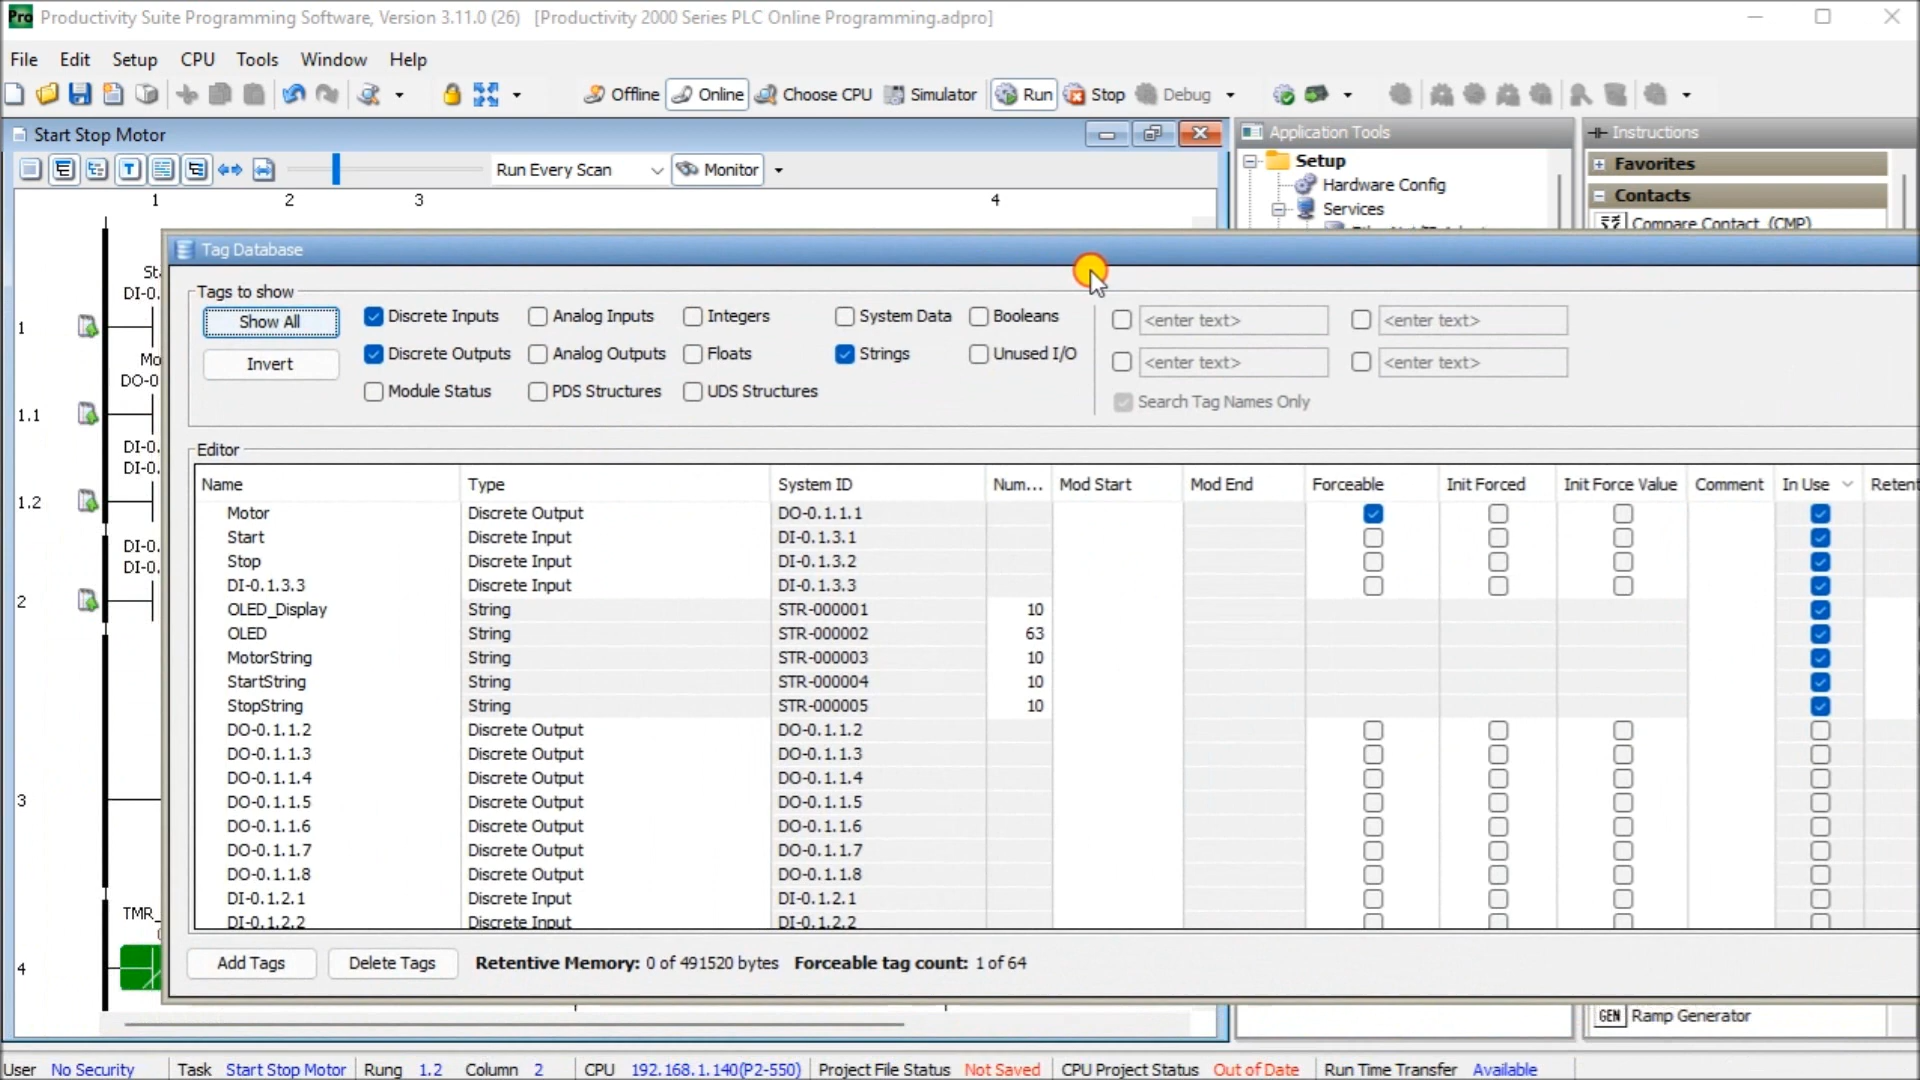 Pro Productivity Suite Programming Software, Version 3.11.0 (26) [Productivity 2000 Series PLC Online Programming.adpro]
File Edit Setup CPU Tools Window Help
Offline Online Choose CPU Simulator Run Stop Debug
Start Stop Motor
Application Tools
Instructions
T Run Every Scan Monitor
Setup
Hardware Config
Services
Favorites
Contacts
Compare Contact (CMP)
1 2 3 4
Tag Database
St
DI-0.
1
Mo
DO-0
1.1
DI-0.
DI-0.
1.2
DI-0.
DI-0.
2
3
TMR_
4
Tags to show
Show All
Invert
Discrete Inputs Analog Inputs Integers System Data Booleans <enter text> <enter text>
Discrete Outputs Analog Outputs Floats Strings Unused I/O <enter text> <enter text>
Module Status PDS Structures UDS Structures Search Tag Names Only
Editor
Name Type System ID Num... Mod Start Mod End Forceable Init Forced Init Force Value Comment In Use Retent
Motor Discrete Output DO-0.1.1.1
Start Discrete Input DI-0.1.3.1
Stop Discrete Input DI-0.1.3.2
DI-0.1.3.3 Discrete Input DI-0.1.3.3
OLED_Display String STR-000001 10
OLED String STR-000002 63
MotorString String STR-000003 10
StartString String STR-000004 10
StopString String STR-000005 10
DO-0.1.1.2 Discrete Output DO-0.1.1.2
DO-0.1.1.3 Discrete Output DO-0.1.1.3
DO-0.1.1.4 Discrete Output DO-0.1.1.4
DO-0.1.1.5 Discrete Output DO-0.1.1.5
DO-0.1.1.6 Discrete Output DO-0.1.1.6
DO-0.1.1.7 Discrete Output DO-0.1.1.7
DO-0.1.1.8 Discrete Output DO-0.1.1.8
DI-0.1.2.1 Discrete Input DI-0.1.2.1
DI-0.1.2.2 Discrete Input DI-0.1.2.2
Add Tags Delete Tags Retentive Memory: 0 of 491520 bytes Forceable tag count: 1 of 64
GEN Ramp Generator
User No Security Task Start Stop Motor Rung 1.2 Column 2 CPU 192.168.1.140(P2-550) Project File Status Not Saved CPU Project Status Out of Date Run Time Transfer Available